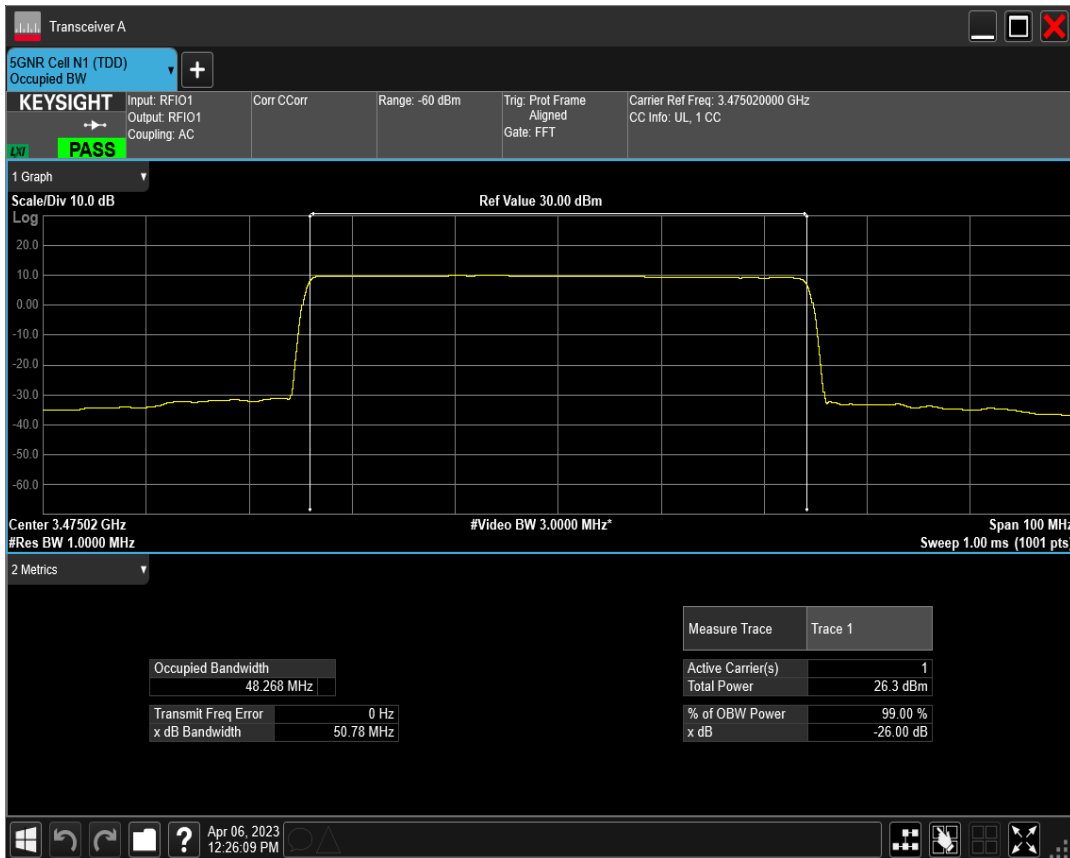 Transceiver A
5GNR Cell N1 (TDD)
Occupied BW
+
KEYSIGHT
LXI
PASS
Input: RFIO1
Output: RFIO1
Coupling: AC
Corr CCorr
Range: -60 dBm
Trig: Prot Frame
Aligned
Gate: FFT
Carrier Ref Freq: 3.475020000 GHz
CC Info: UL, 1 CC
1 Graph
Scale/Div 10.0 dB
Ref Value 30.00 dBm
Log
20.0
10.0
0.00
-10.0
-20.0
-30.0
-40.0
-50.0
-60.0
Center 3.47502 GHz
#Video BW 3.0000 MHz*
Span 100 MHz
#Res BW 1.0000 MHz
Sweep 1.00 ms (1001 pts)
2 Metrics
Measure Trace Trace 1
Occupied Bandwidth
48.268 MHz
Active Carrier(s) 1
Total Power 26.3 dBm
Transmit Freq Error 0 Hz
x dB Bandwidth 50.78 MHz
% of OBW Power 99.00 %
x dB -26.00 dB
?
Apr 06, 2023
12:26:09 PM